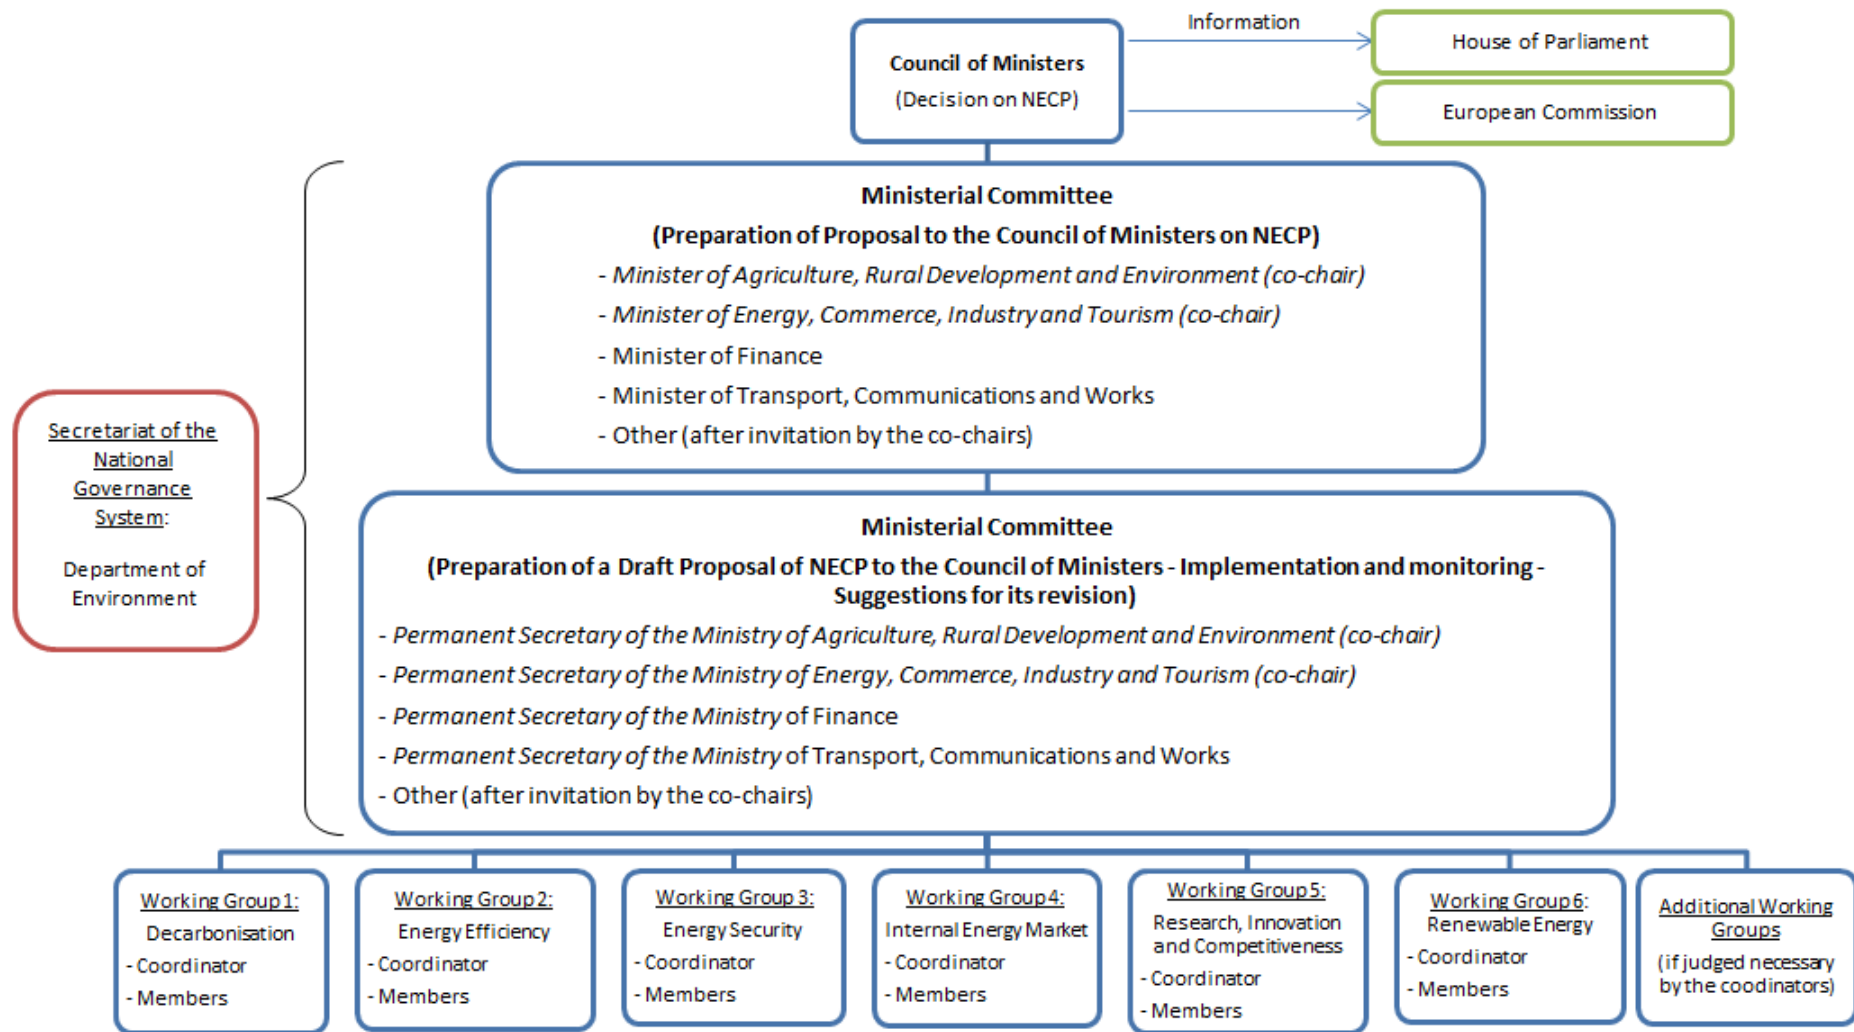 Information
Council of Ministers
(Decision on NECP)
House of Parliament
European Commission
Ministerial Committee
(Preparation of Proposal to the Council of Ministers on NECP)
- Minister of Agriculture, Rural Development and Environment (co-chair)
- Minister of Energy, Commerce, Industry and Tourism (co-chair)
- Minister of Finance
- Minister of Transport, Communications and Works
- Other (after invitation by the co-chairs)
Secretariat of the
National
Governance
System:
Department of
Environment
Ministerial Committee
(Preparation of a Draft Proposal of NECP to the Council of Ministers - Implementation and monitoring -
Suggestions for its revision)
- Permanent Secretary of the Ministry of Agriculture, Rural Development and Environment (co-chair)
- Permanent Secretary of the Ministry of Energy, Commerce, Industry and Tourism (co-chair)
- Permanent Secretary of the Ministry of Finance
- Permanent Secretary of the Ministry of Transport, Communications and Works
- Other (after invitation by the co-chairs)
Working Group 1:
Decarbonisation
- Coordinator
- Members
Working Group 2:
Energy Efficiency
- Coordinator
- Members
Working Group 3:
Energy Security
- Coordinator
- Members
Working Group 4:
Internal Energy Market
- Coordinator
- Members
Working Group 5:
Research, Innovation
and Competitiveness
- Coordinator
- Members
Working Group 6:
Renewable Energy
- Coordinator
- Members
Additional Working
Groups
(if judged necessary
by the coodinators)